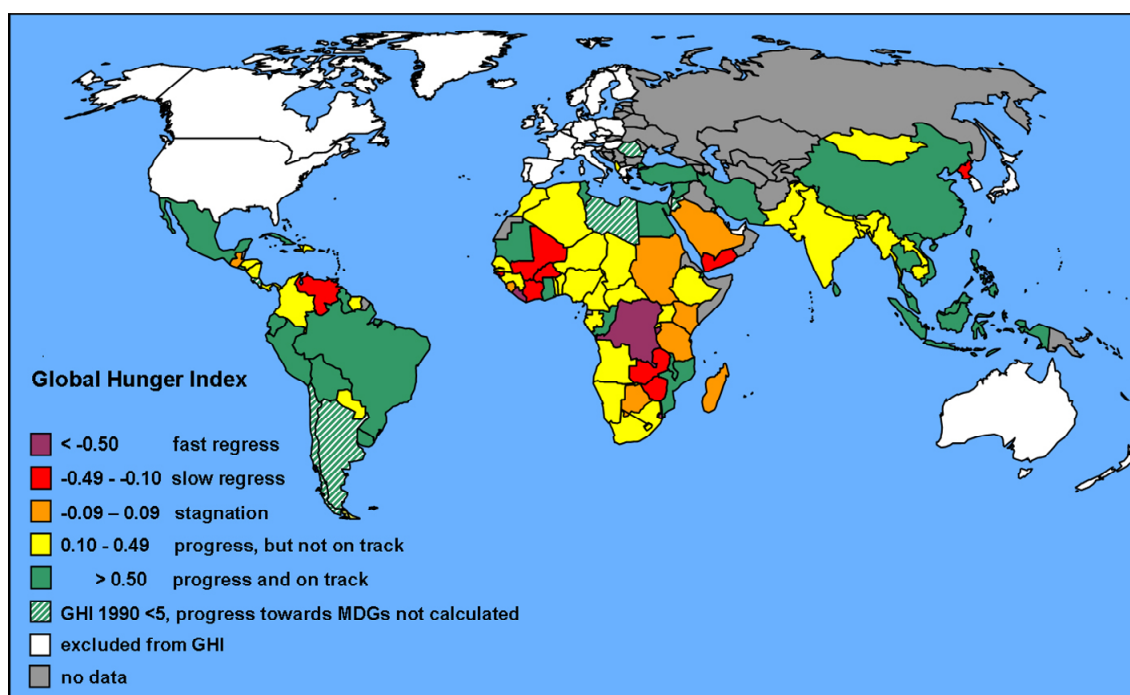 Global Hunger Index
< -0.50 fast regress
-0.49 - -0.10 slow regress
-0.09 – 0.09 stagnation
0.10 - 0.49 progress, but not on track
> 0.50 progress and on track
GHI 1990 <5, progress towards MDGs not calculated
excluded from GHI
no data